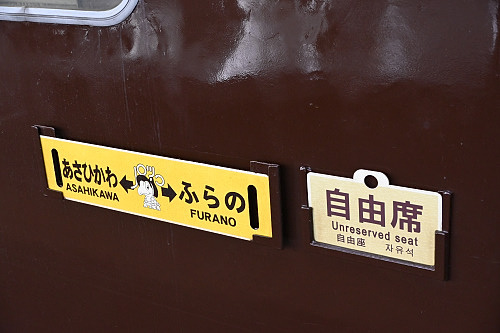 あさひかわ
ASAHIKAWA
ふらの
FURANO
自由席
Unreserved seat
自由座 자유석